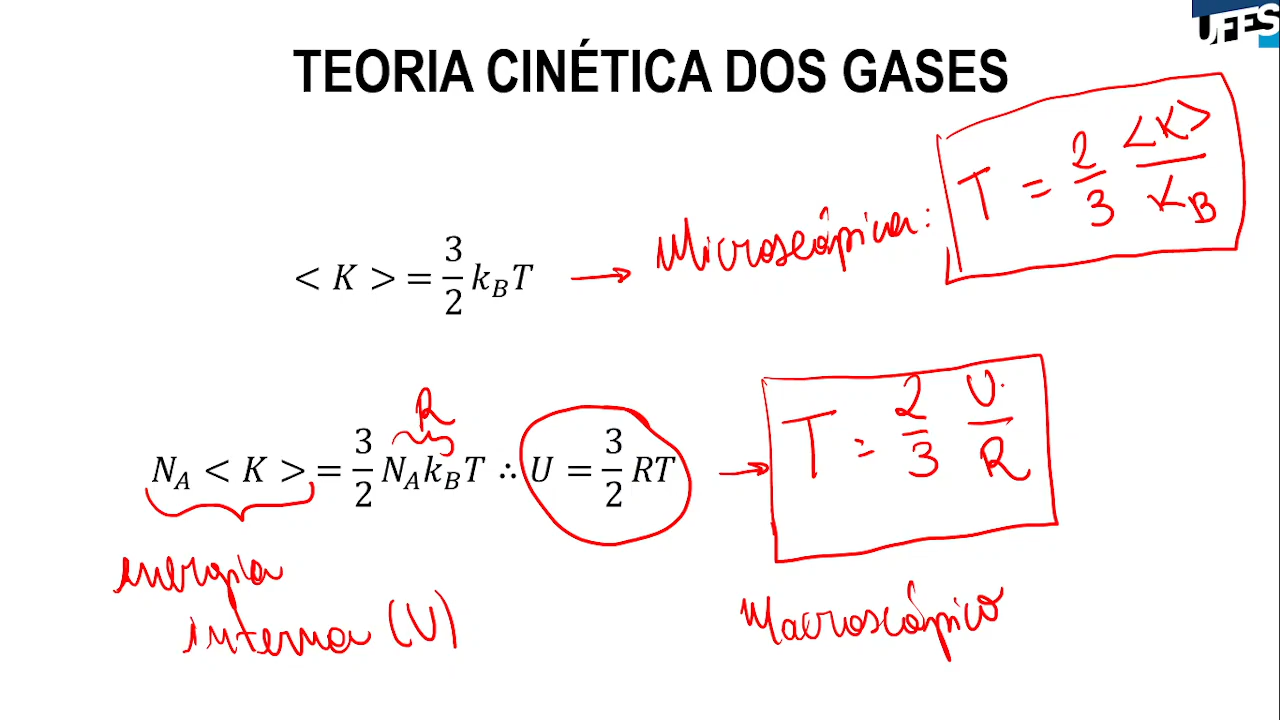 UFES
TEORIA CINÉTICA DOS GASES
< K > = 3/2 k_B T → Microscópica: T = 2/3 <K>/K_B
R
N_A < K > = 3/2 N_A k_B T ∴ U = 3/2 RT → T = 2/3 U/R
energia
interna (U)
Macroscópico